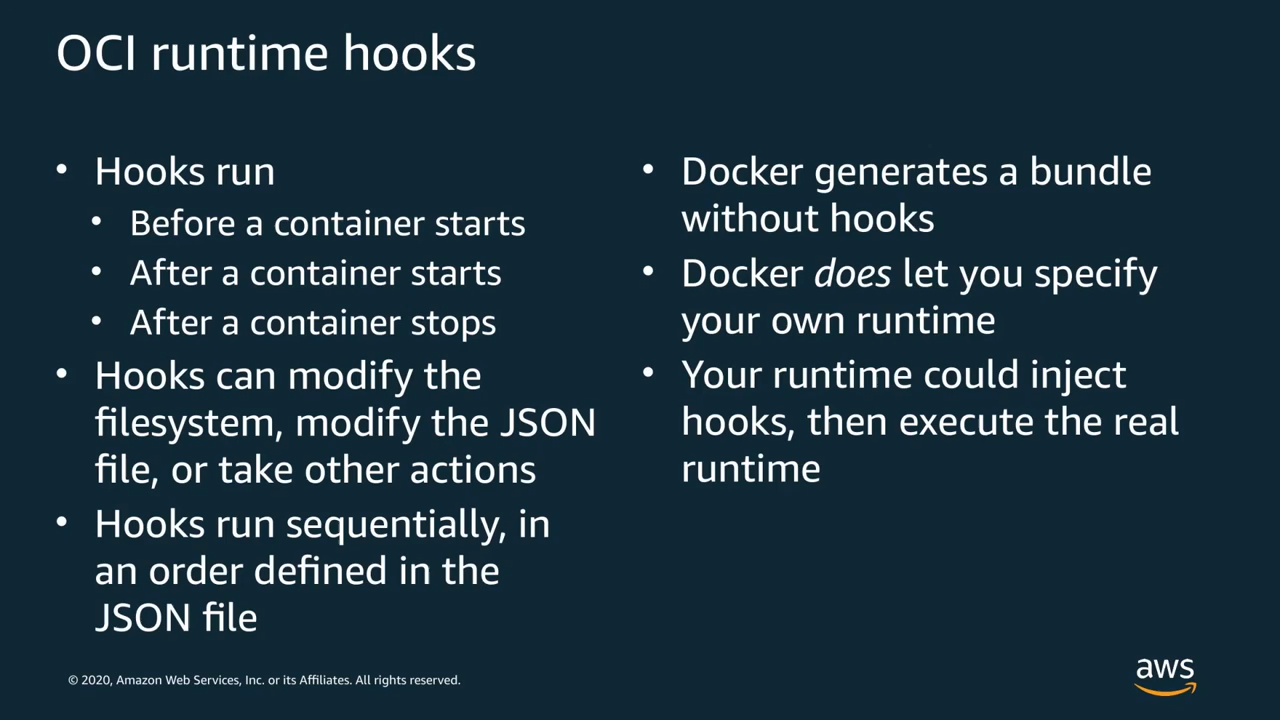 OCI runtime hooks
• Hooks run
• Before a container starts
• After a container starts
• After a container stops
• Hooks can modify the
filesystem, modify the JSON
file, or take other actions
• Hooks run sequentially, in
an order defined in the
JSON file
• Docker generates a bundle
without hooks
• Docker does let you specify
your own runtime
• Your runtime could inject
hooks, then execute the real
runtime
© 2020, Amazon Web Services, Inc. or its Affiliates. All rights reserved.
aws